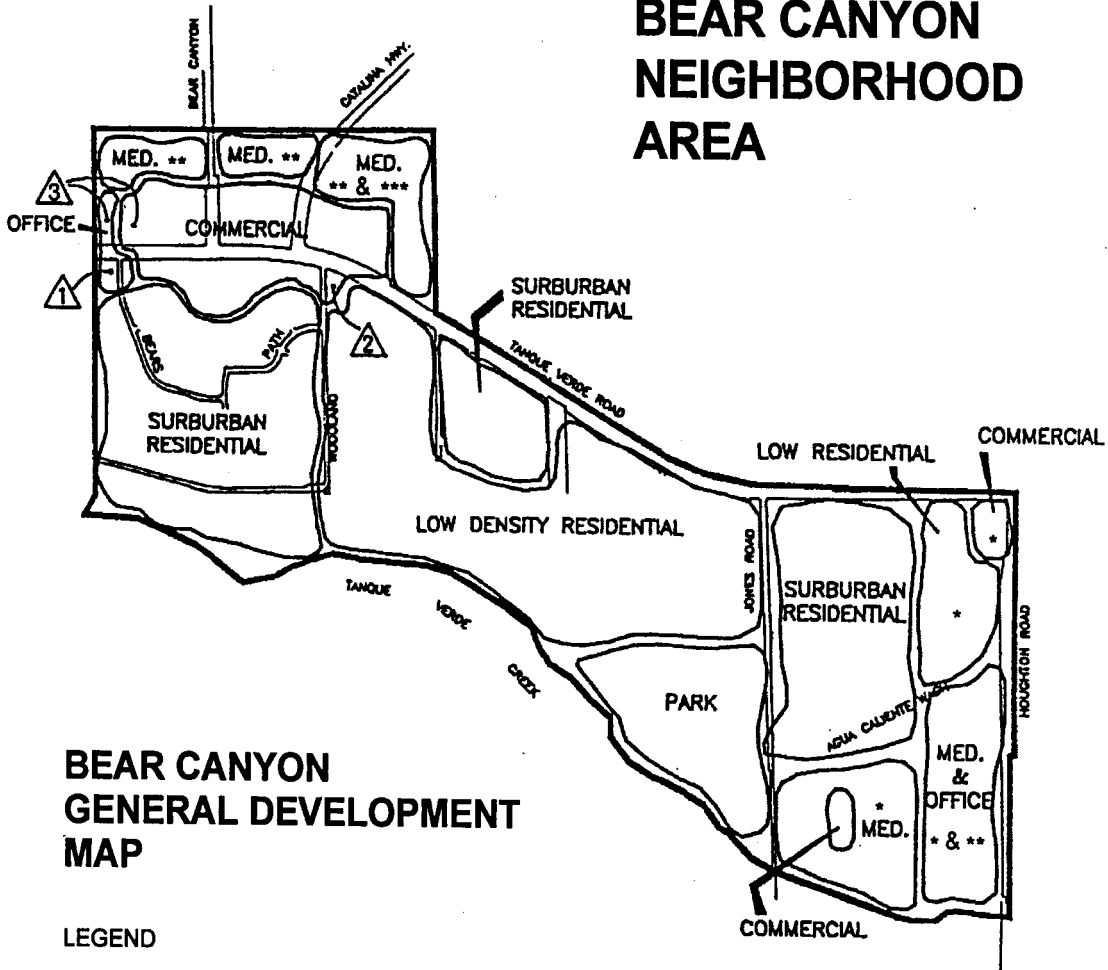 BEAR CANYON
NEIGHBORHOOD
AREA
BEAR CANYON
CATALINA HWY.
MED. **
MED. **
MED.
** & ***
3
OFFICE
COMMERCIAL
1
2
SURBURBAN
RESIDENTIAL
BEARS
PATH
TANQUE VERDE ROAD
SURBURBAN
RESIDENTIAL
WOODLAND
LOW RESIDENTIAL
COMMERCIAL
*
LOW DENSITY RESIDENTIAL
JONES ROAD
SURBURBAN
RESIDENTIAL
*
HOUGHTON ROAD
TANQUE
VERDE
CREEK
PARK
AGUA CALIENTE WASH
MED.
&
OFFICE
* & **
*
MED.
COMMERCIAL
BEAR CANYON
GENERAL DEVELOPMENT
MAP
LEGEND